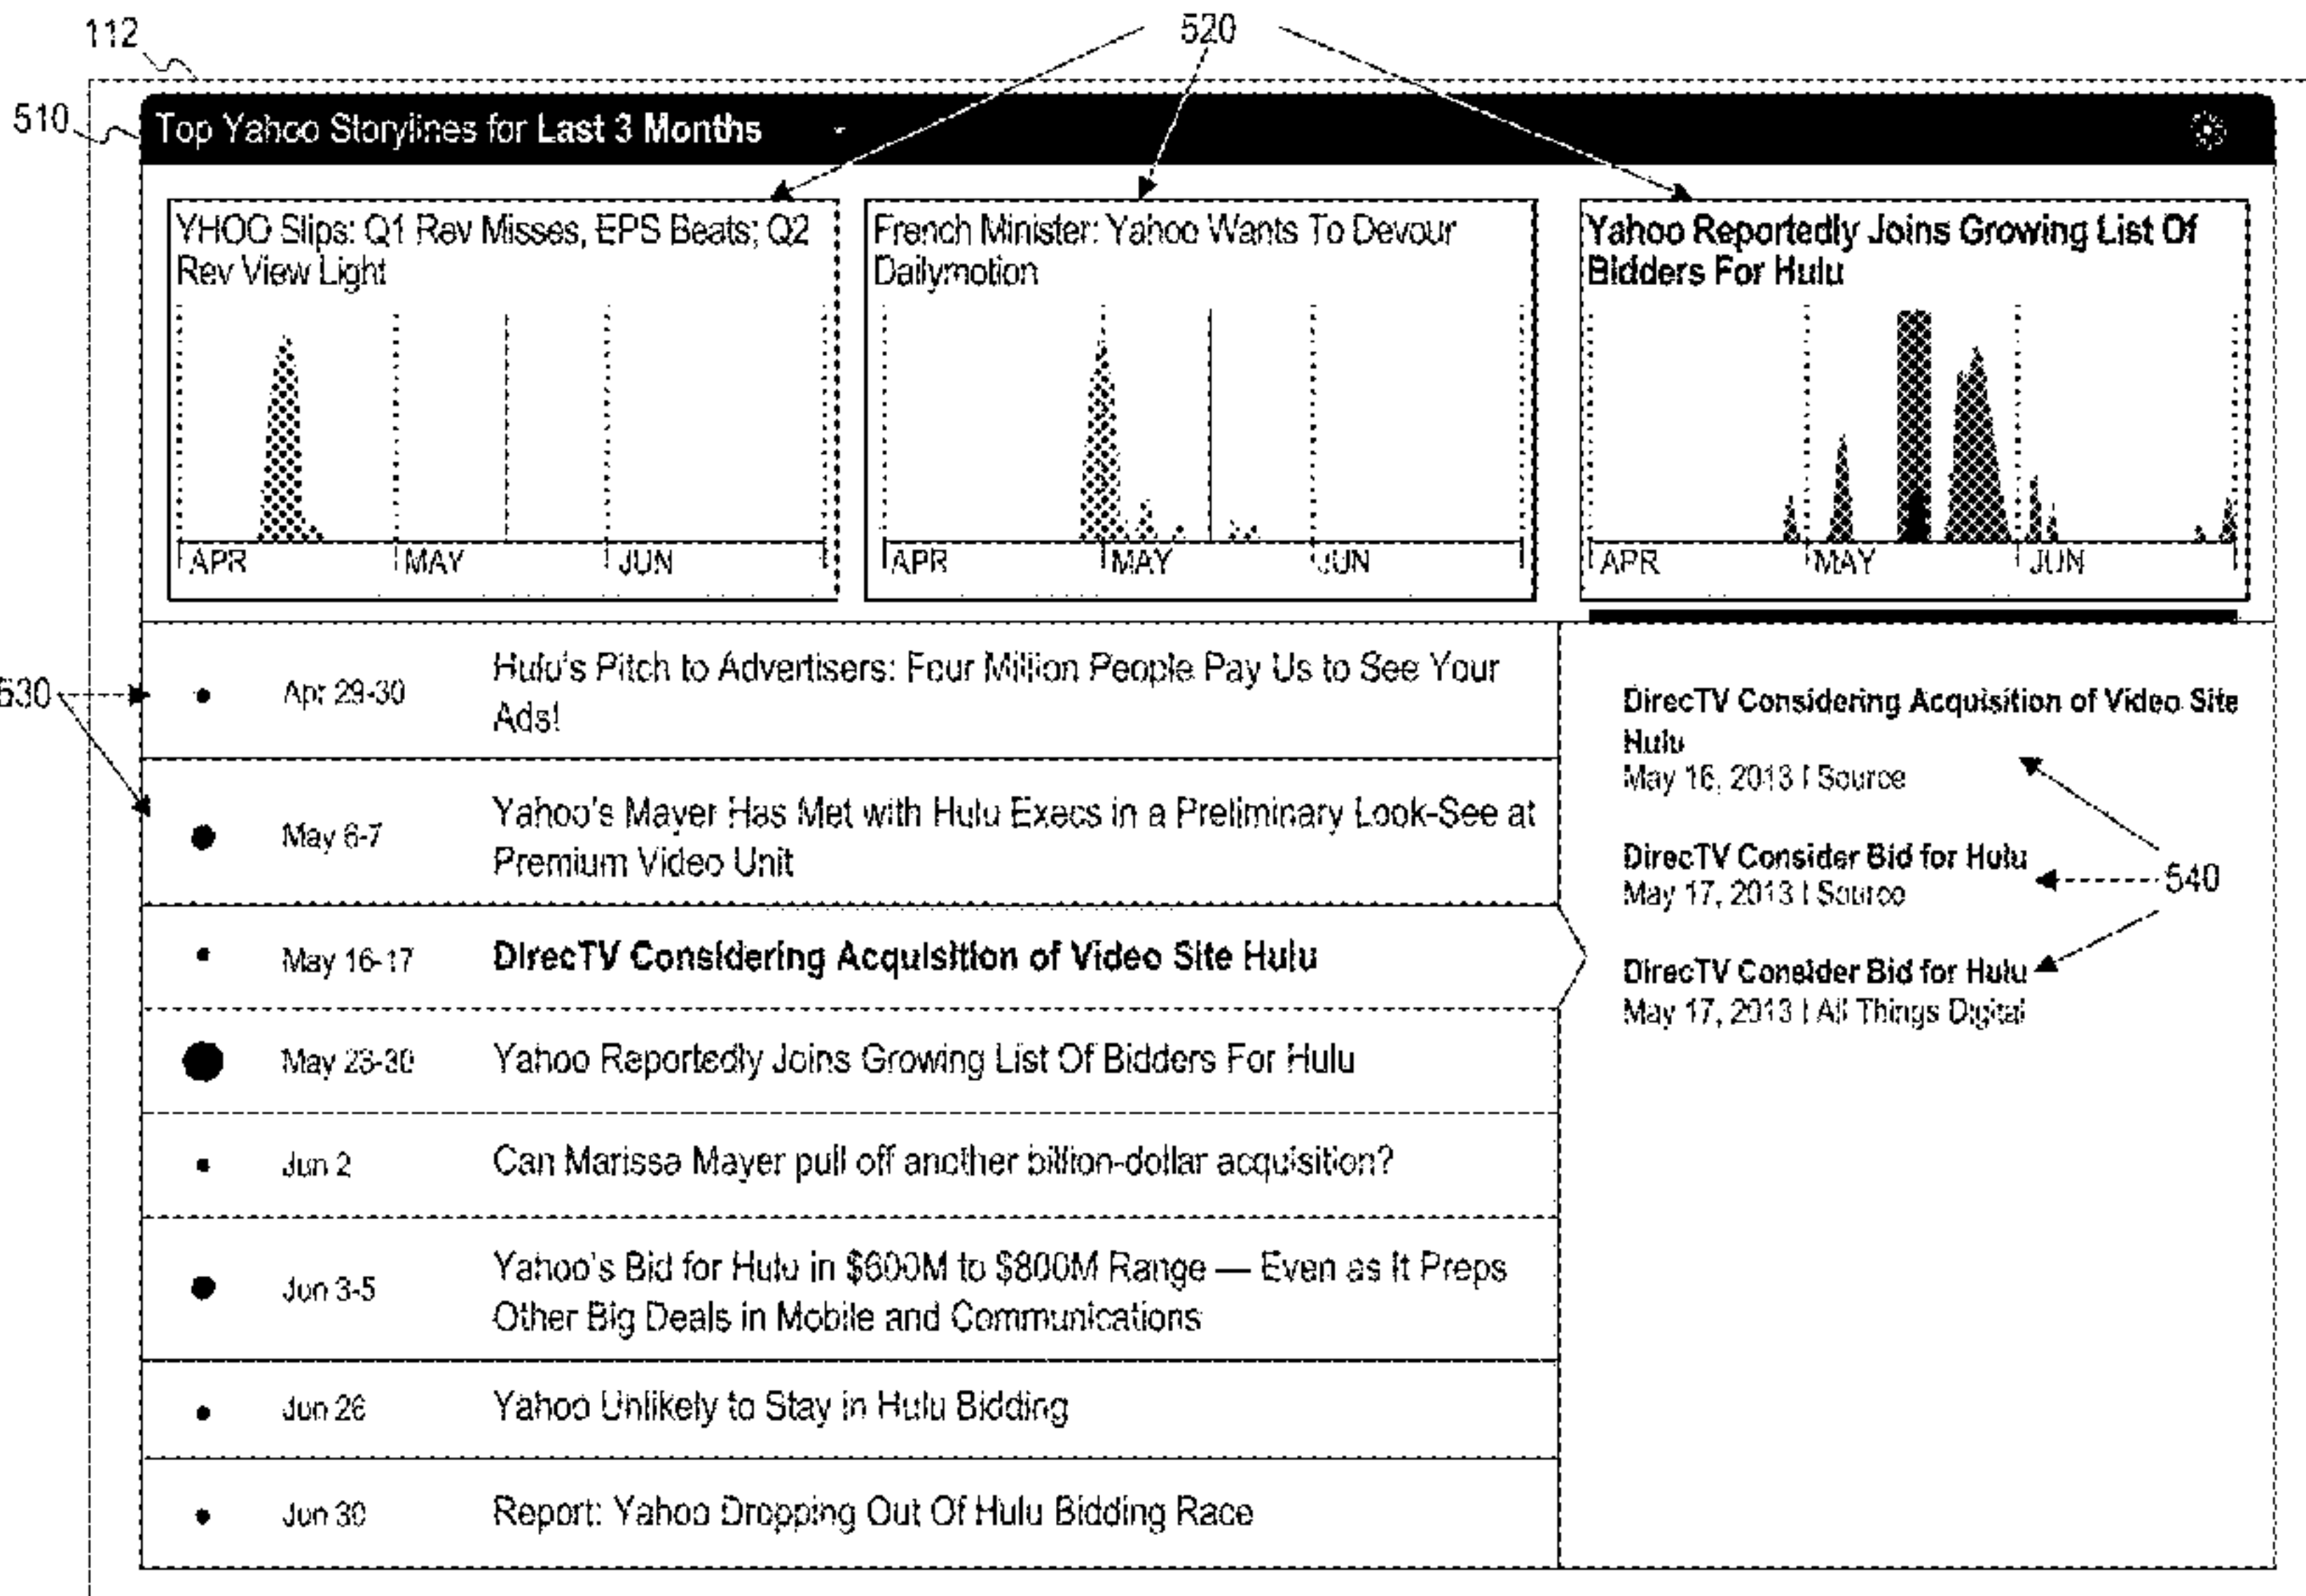 112
520
510
Top Yahoo Storylines for Last 3 Months
YHOO Slips: Q1 Rev Misses, EPS Beats; Q2
Rev View Light
APR MAY JUN
French Minister: Yahoo Wants To Devour
Dailymotion
APR MAY JUN
Yahoo Reportedly Joins Growing List Of
Bidders For Hulu
APR MAY JUN
530
Apr 29-30
Hulu's Pitch to Advertisers: Four Million People Pay Us to See Your
Ads!
May 6-7
Yahoo's Mayer Has Met with Hulu Execs in a Preliminary Look-See at
Premium Video Unit
May 16-17
DirecTV Considering Acquisition of Video Site Hulu
May 23-30
Yahoo Reportedly Joins Growing List Of Bidders For Hulu
Jun 2
Can Marissa Mayer pull off another billion-dollar acquisition?
Jun 3-5
Yahoo's Bid for Hulu in $600M to $800M Range — Even as It Preps
Other Big Deals in Mobile and Communications
Jun 26
Yahoo Unlikely to Stay in Hulu Bidding
Jun 30
Report: Yahoo Dropping Out Of Hulu Bidding Race
DirecTV Considering Acquisition of Video Site
Hulu
May 16, 2013 | Source
DirecTV Consider Bid for Hulu
May 17, 2013 | Source
540
DirecTV Consider Bid for Hulu
May 17, 2013 | All Things Digital